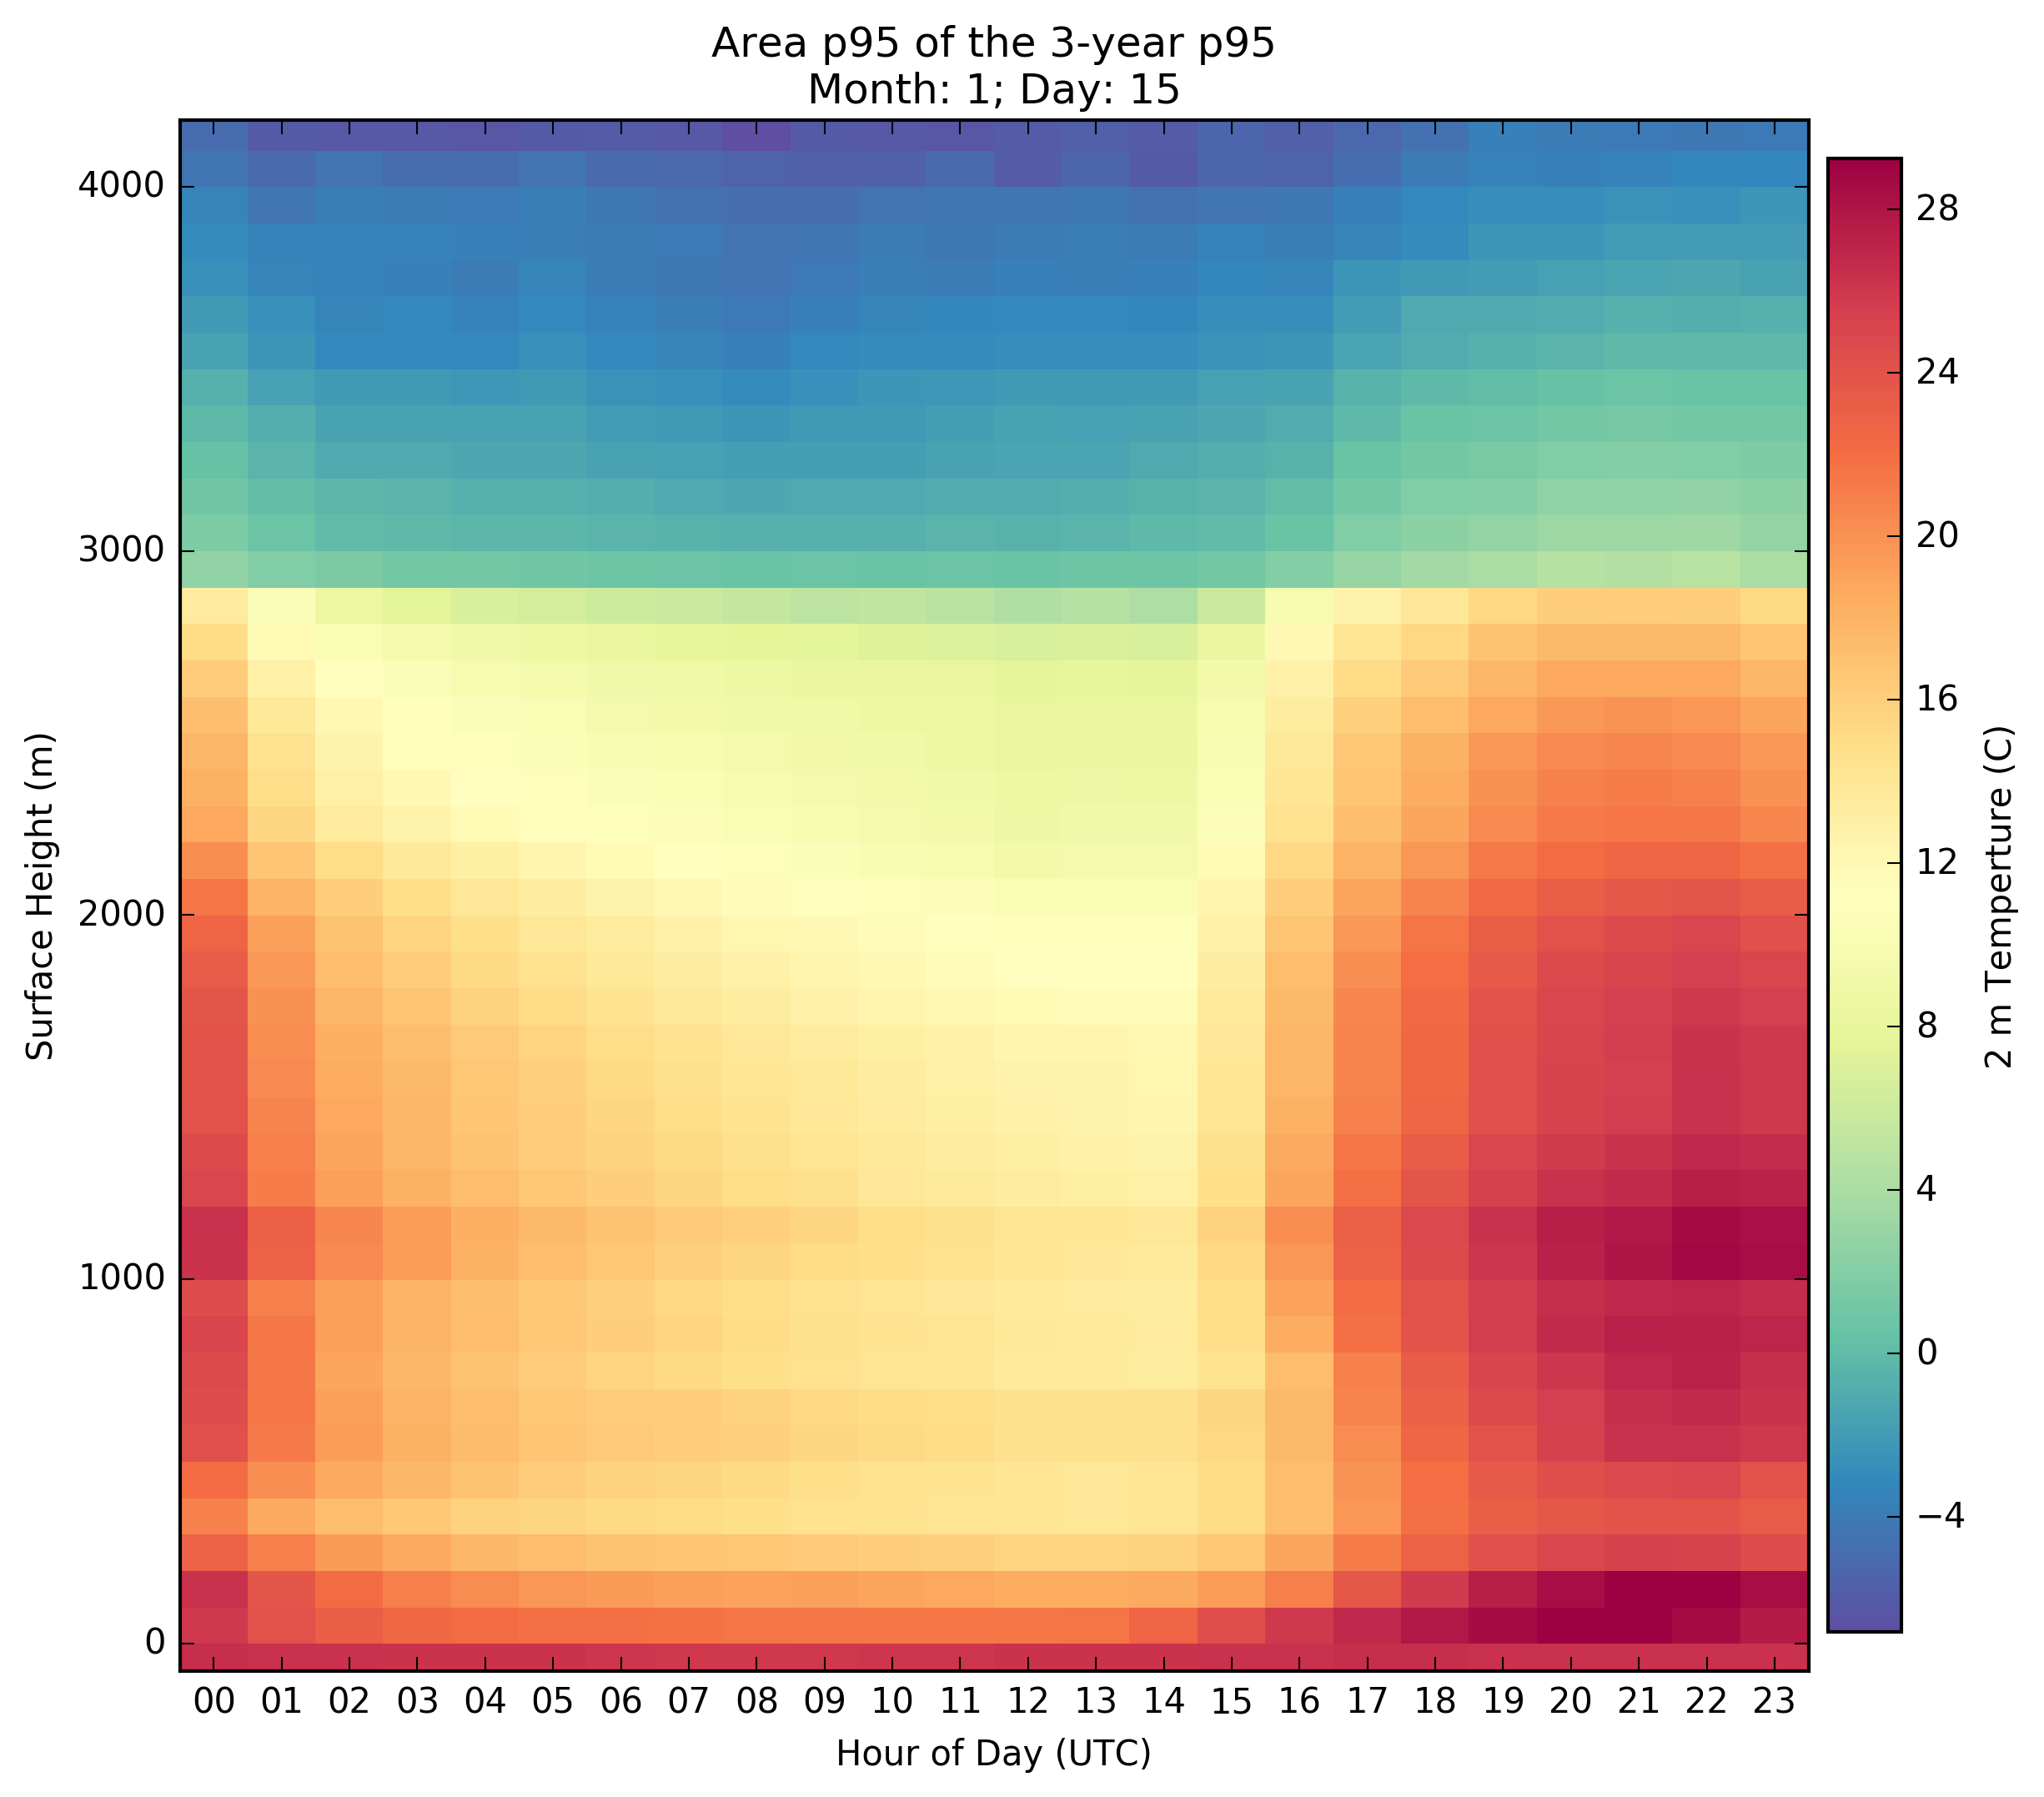 Area p95 of the 3-year p95
Month: 1; Day: 15
4000
3000
2000
1000
0
Surface Height (m)
00 01 02 03 04 05 06 07 08 09 10 11 12 13 14 15 16 17 18 19 20 21 22 23
Hour of Day (UTC)
28
24
20
16
12
8
4
0
−4
2 m Temperture (C)